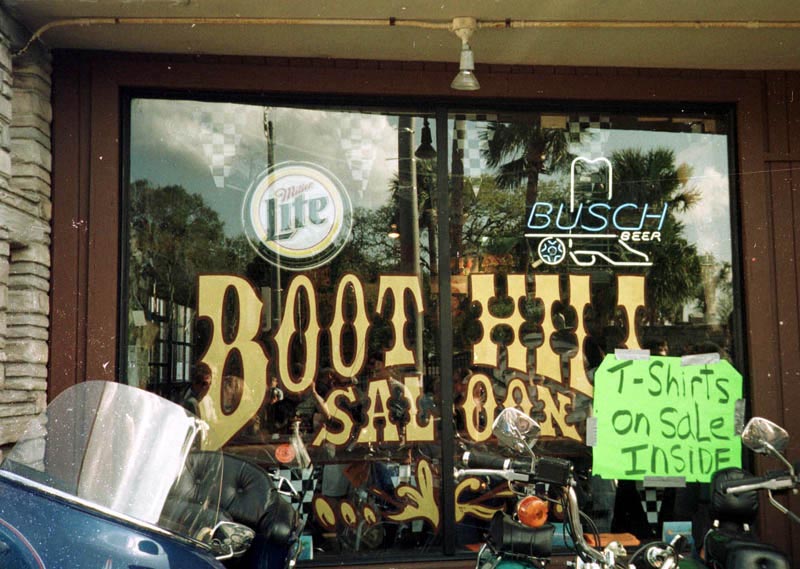 Miller
Lite
BUSCH
BEER
BOOT HILL
SALOON
T-Shirts
on Sale
INSIDE